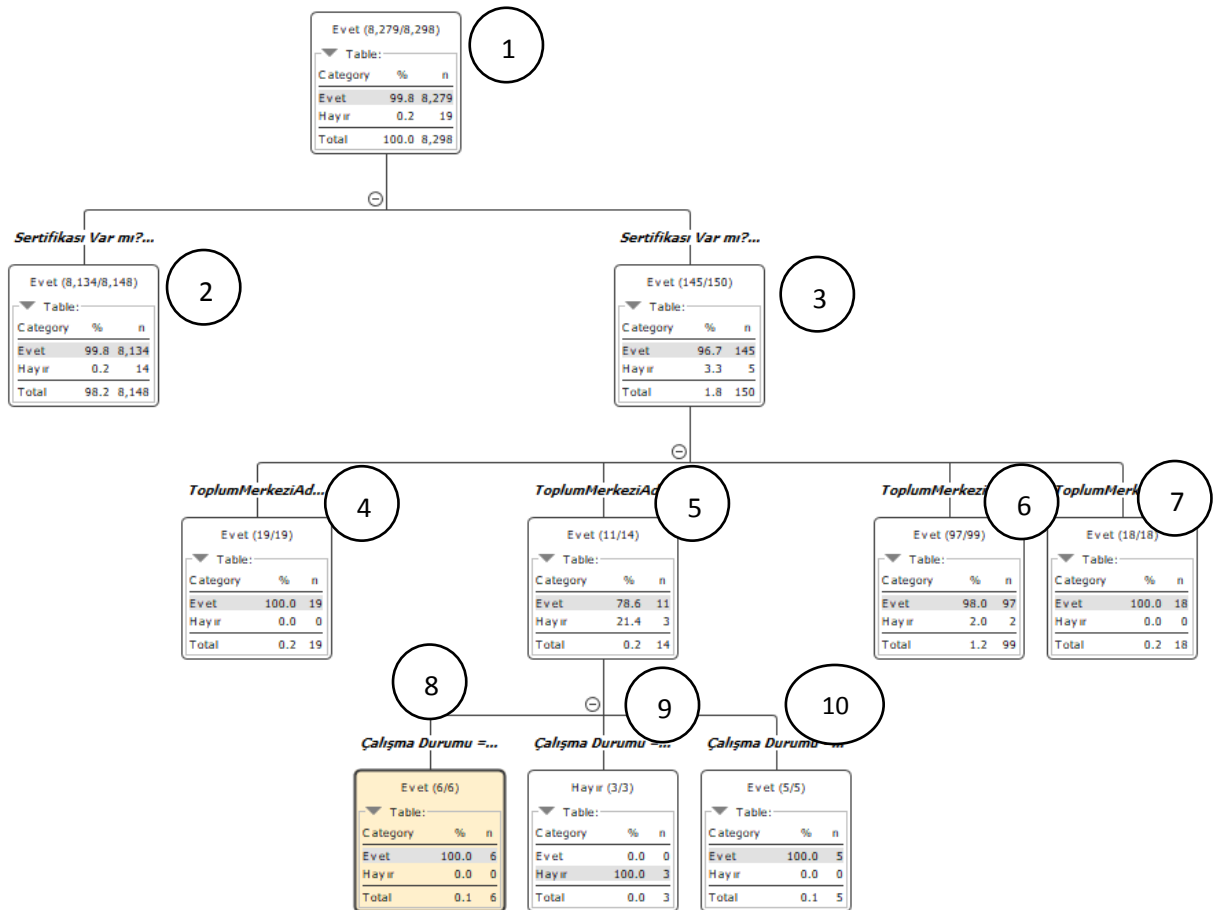 Evet (8,279/8,298)
1
Table:
Category % n
Evet 99.8 8,279
Hayır 0.2 19
Total 100.0 8,298
Sertifikası Var mı?...
Sertifikası Var mı?...
Evet (8,134/8,148)
2
Table:
Category % n
Evet 99.8 8,134
Hayır 0.2 14
Total 98.2 8,148
Evet (145/150)
3
Table:
Category % n
Evet 96.7 145
Hayır 3.3 5
Total 1.8 150
ToplumMerkeziAd...
4
ToplumMerkeziAd
5
ToplumMerkezi
6
ToplumMerk
7
Evet (19/19)
Table:
Category % n
Evet 100.0 19
Hayır 0.0 0
Total 0.2 19
Evet (11/14)
Table:
Category % n
Evet 78.6 11
Hayır 21.4 3
Total 0.2 14
Evet (97/99)
Table:
Category % n
Evet 98.0 97
Hayır 2.0 2
Total 1.2 99
Evet (18/18)
Table:
Category % n
Evet 100.0 18
Hayır 0.0 0
Total 0.2 18
8
9
10
Çalışma Durumu =...
Çalışma Durumu =...
Çalışma Durumu ...
Evet (6/6)
Table:
Category % n
Evet 100.0 6
Hayır 0.0 0
Total 0.1 6
Hayır (3/3)
Table:
Category % n
Evet 0.0 0
Hayır 100.0 3
Total 0.0 3
Evet (5/5)
Table:
Category % n
Evet 100.0 5
Hayır 0.0 0
Total 0.1 5